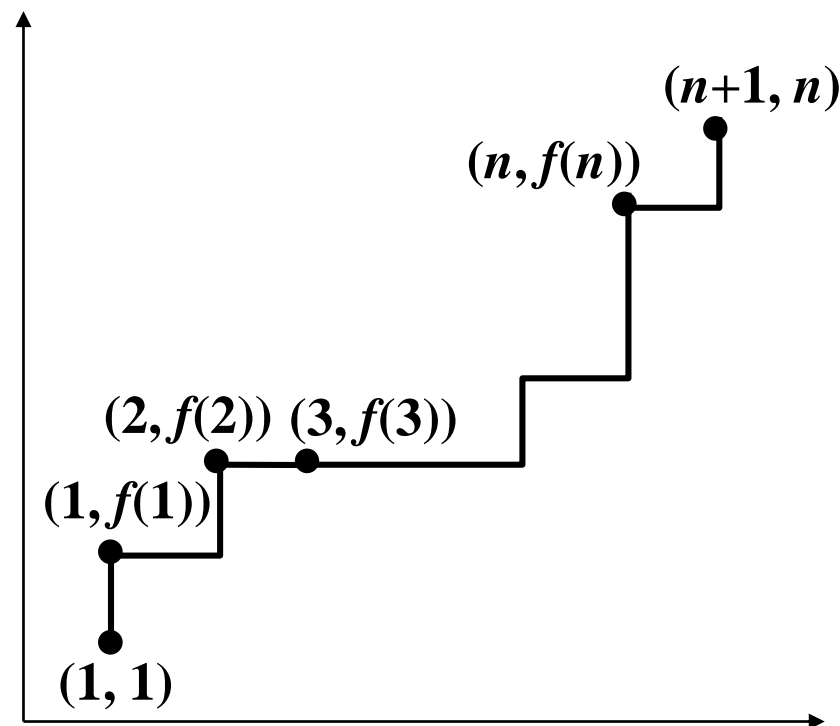 (n+1, n)
(n, f(n))
(2, f(2)) (3, f(3))
(1, f(1))
(1, 1)